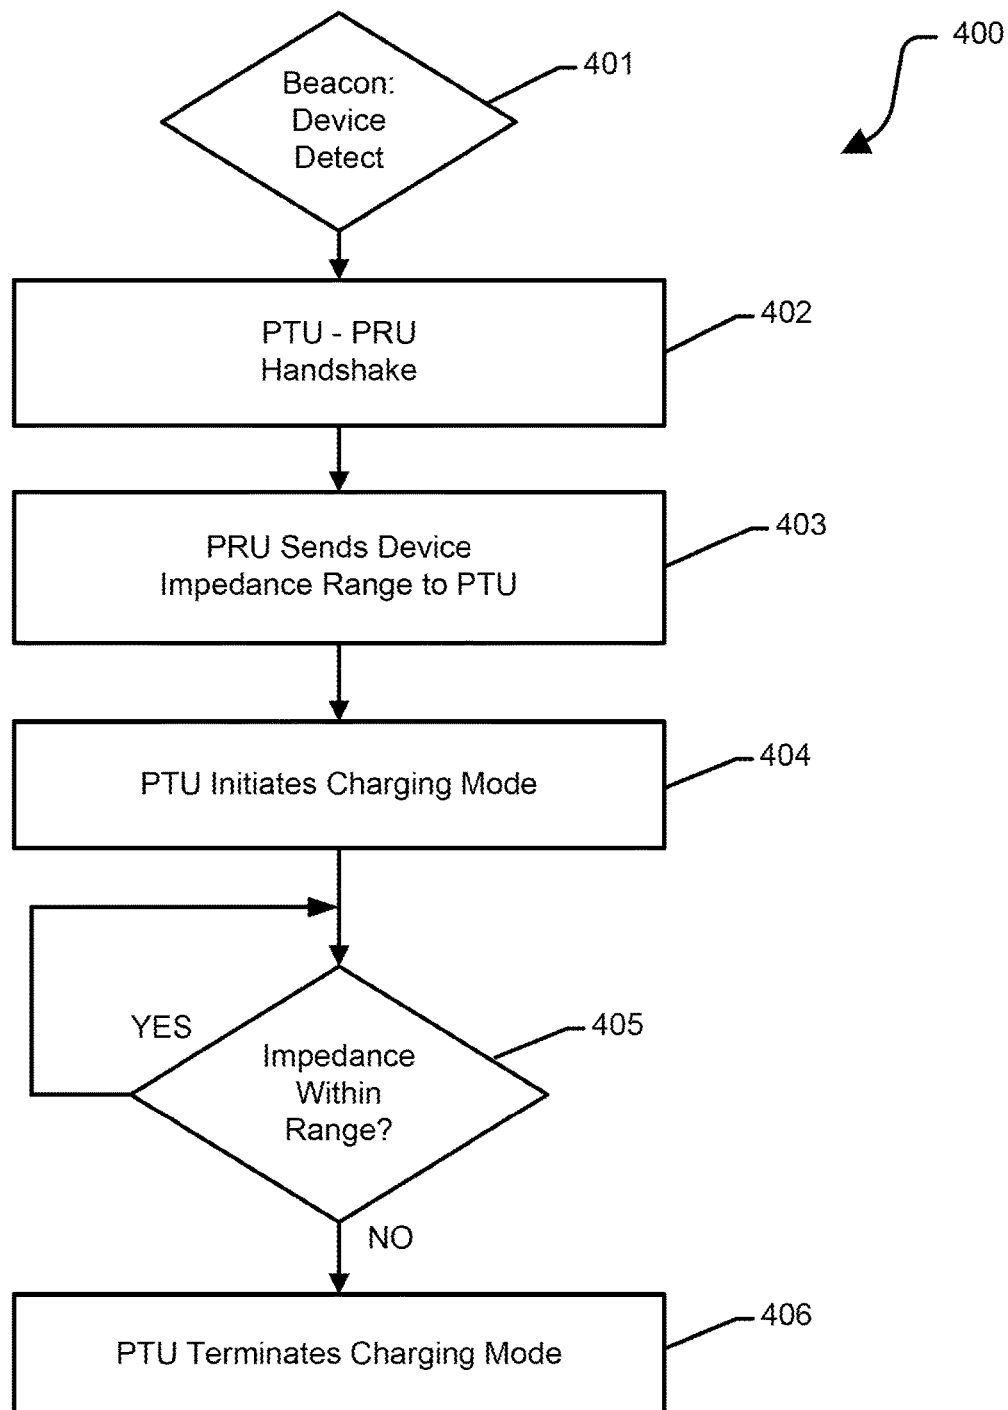 400
Beacon:
Device
Detect
401
PTU - PRU
Handshake
402
PRU Sends Device
Impedance Range to PTU
403
PTU Initiates Charging Mode
404
YES
Impedance
Within
Range?
405
NO
PTU Terminates Charging Mode
406